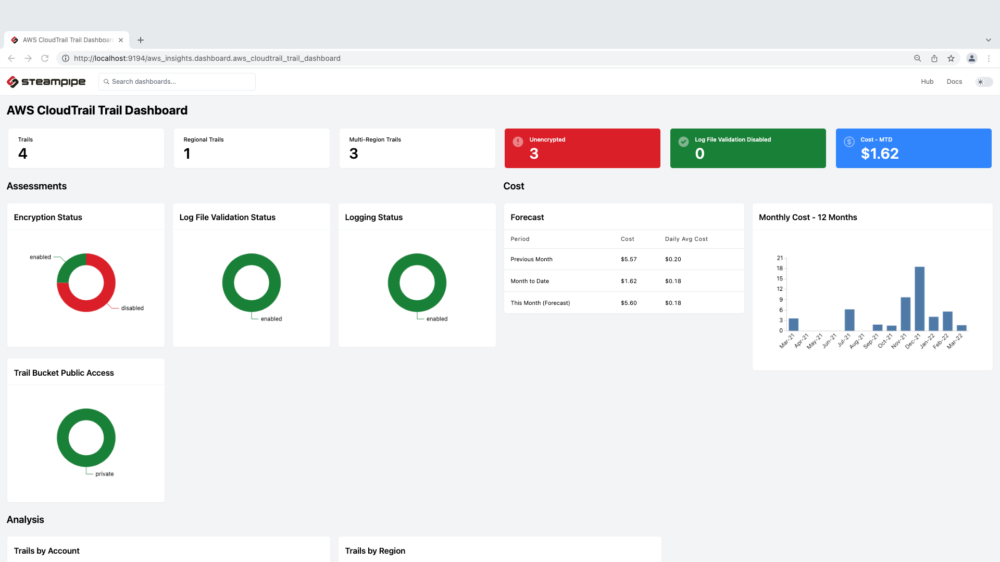 AWS CloudTrail Trail Dashboar
http://localhost:9194/aws_insights.dashboard.aws_cloudtrail_trail_dashboard
steampipe
Search dashboards...
Hub
Docs
AWS CloudTrail Trail Dashboard
Trails
4
Regional Trails
1
Multi-Region Trails
3
Unencrypted
3
Log File Validation Disabled
0
Cost - MTD
$1.62
Assessments
Encryption Status
enabled
disabled
Log File Validation Status
enabled
Logging Status
enabled
Trail Bucket Public Access
private
Cost
Forecast
Period Cost Daily Avg Cost
Previous Month $5.57 $0.20
Month to Date $1.62 $0.18
This Month (Forecast) $5.60 $0.18
Monthly Cost - 12 Months
21
18
15
12
9
6
3
0
Mar-21 Apr-21 May-21 Jun-21 Jul-21 Aug-21 Sep-21 Oct-21 Nov-21 Dec-21 Jan-22 Feb-22 Mar-22
Analysis
Trails by Account
Trails by Region